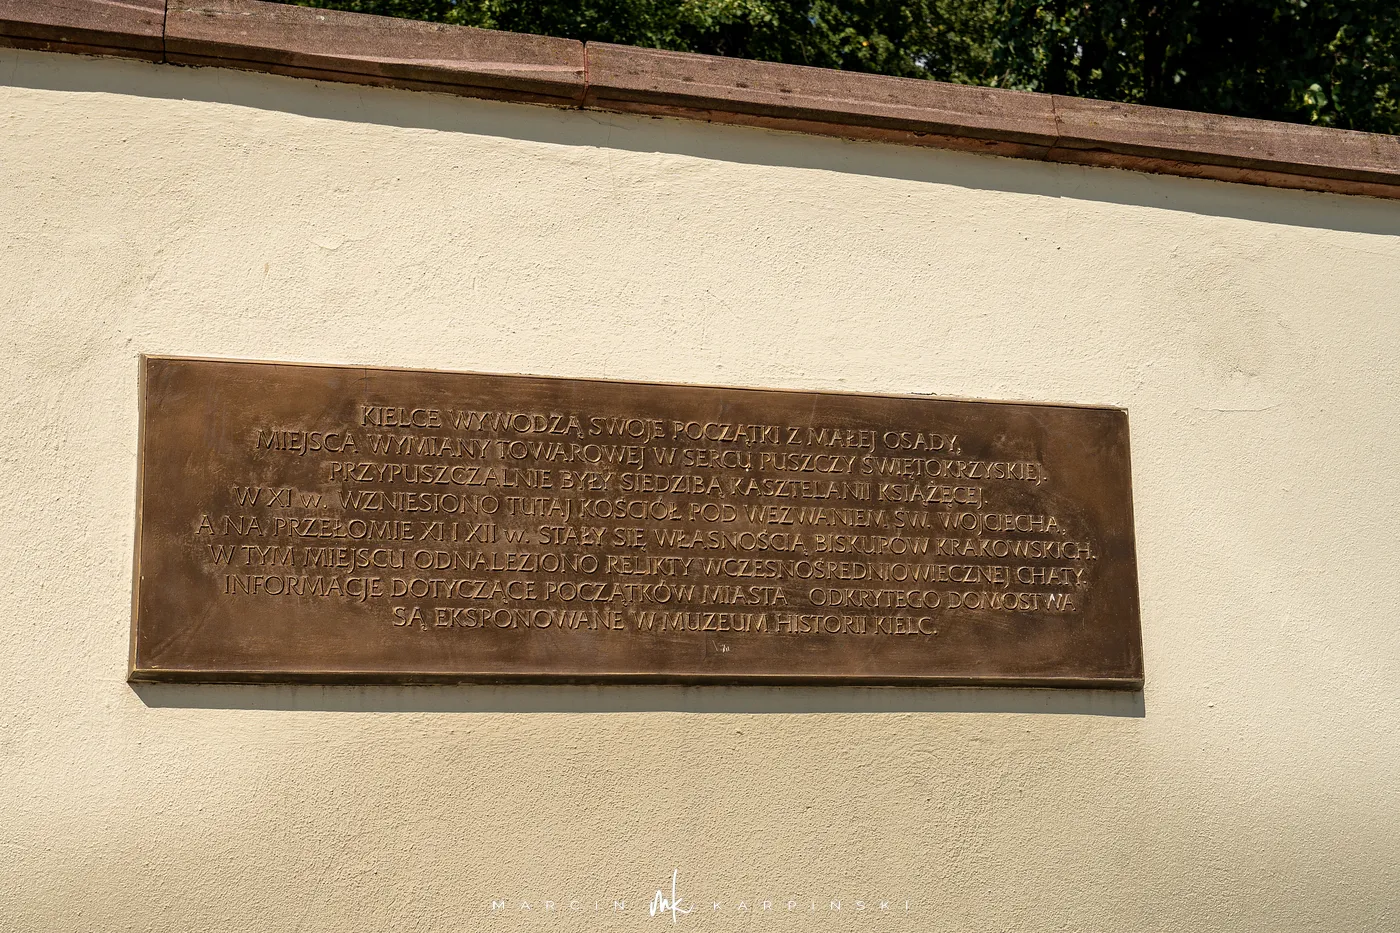 KIELCE WYWODZĄ SWOJE POCZĄTKI Z MAŁEJ OSADY,
MIEJSCA WYMIANY TOWAROWEJ W SERCU PUSZCZY ŚWIĘTOKRZYSKIEJ.
PRZYPUSZCZALNIE BYŁY SIEDZIBĄ KASZTELANII KSIĄŻĘCEJ.
W XI w. WZNIESIONO TUTAJ KOŚCIÓŁ POD WEZWANIEM ŚW. WOJCIECHA,
A NA PRZEŁOMIE XI I XII w. STAŁY SIĘ WŁASNOŚCIĄ BISKUPÓW KRAKOWSKICH.
W TYM MIEJSCU ODNALEZIONO RELIKTY WCZESNOŚREDNIOWIECZNEJ CHATY.
INFORMACJE DOTYCZĄCE POCZĄTKÓW MIASTA ODKRYTEGO DOMOSTWA
SĄ EKSPONOWANE W MUZEUM HISTORII KIELC.
MARCIN MK KARPIŃSKI